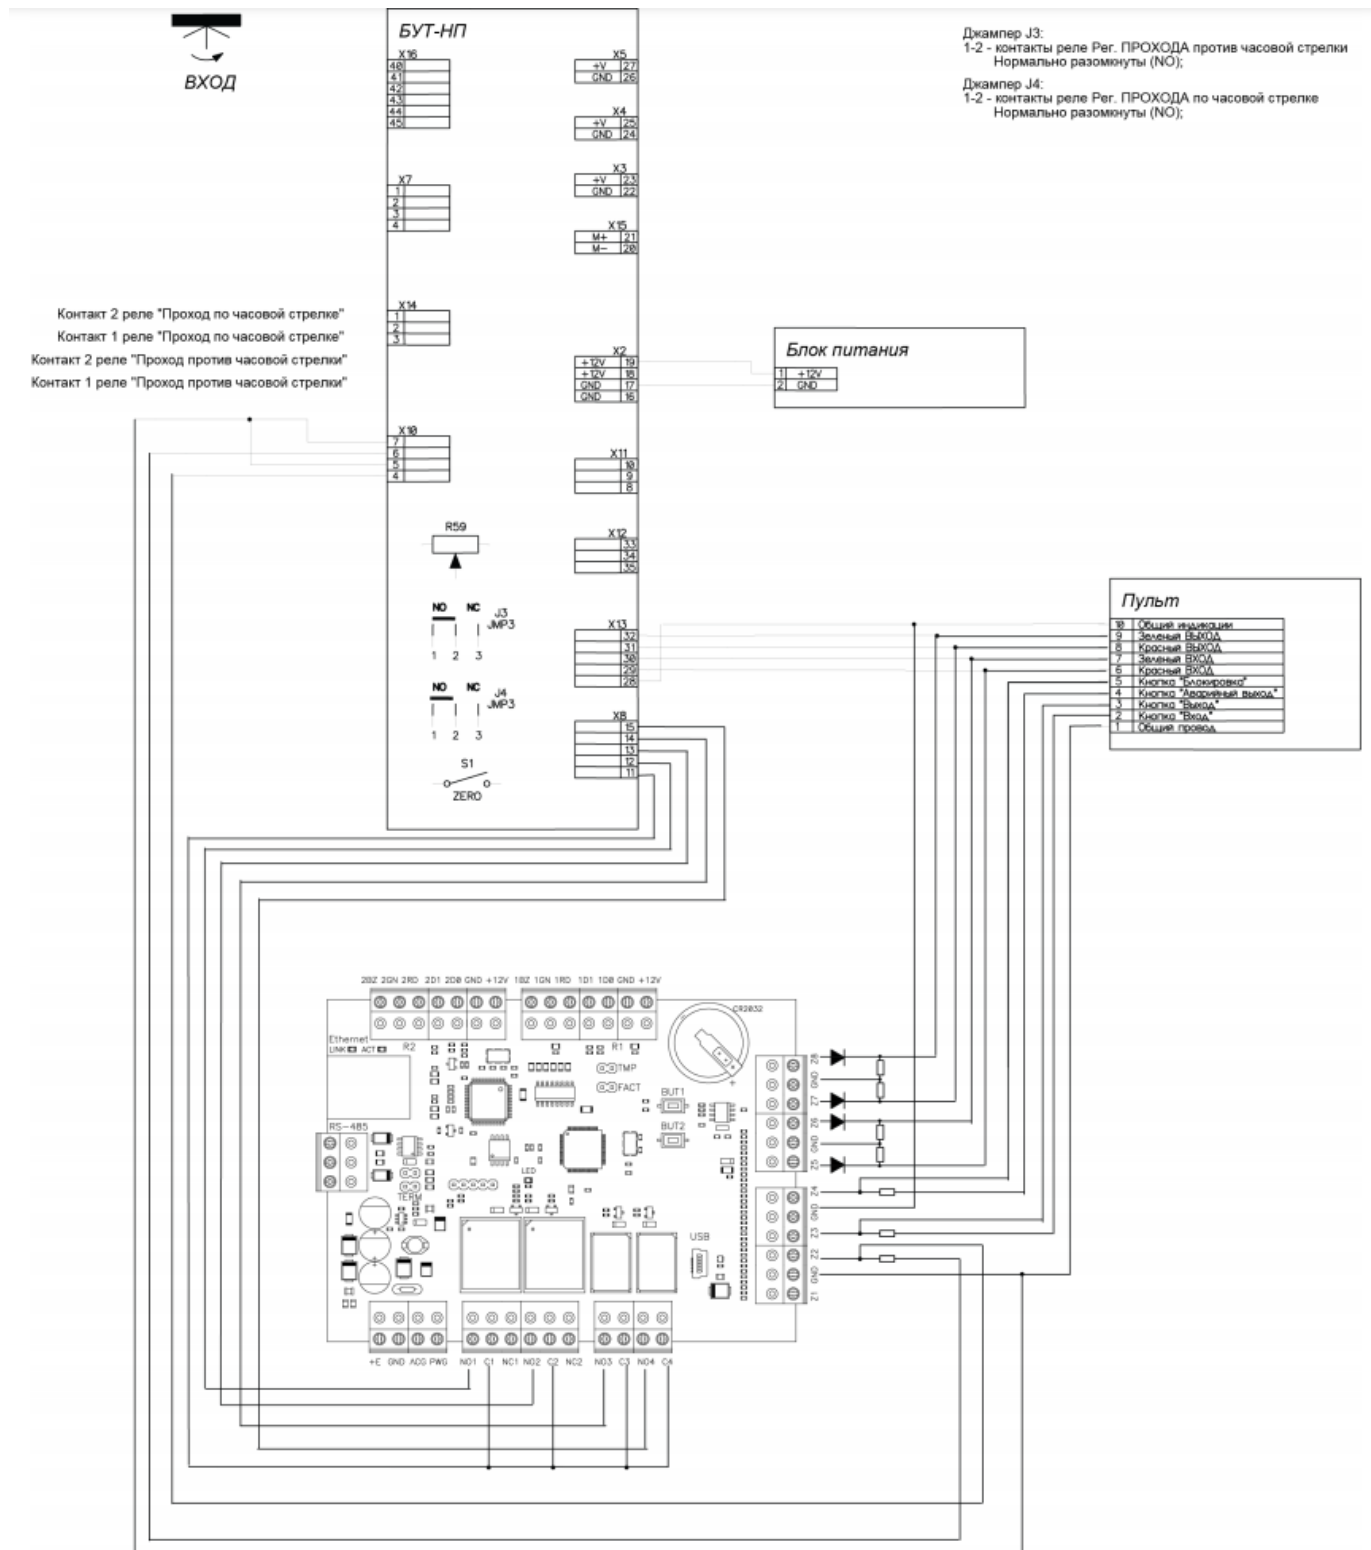 ВХОД
БУТ-НП
X16
40
41
42
43
44
45
X7
1
2
3
4
X14
1
2
3
X10
7
6
5
4
X5
+V 27
GND 26
X4
+V 25
GND 24
X3
+V 23
GND 22
X15
M+ 21
M- 20
X2
+12V 19
+12V 18
GND 17
GND 16
X11
10
9
8
X12
33
34
35
X13
32
31
30
29
28
X8
15
14
13
12
11
R59
NO NC J3
JMP3
1 2 3
NO NC J4
JMP3
1 2 3
S1
ZERO
Джампер J3:
1-2 - контакты реле Рег. ПРОХОДА против часовой стрелки
Нормально разомкнуты (NO);
Джампер J4:
1-2 - контакты реле Рег. ПРОХОДА по часовой стрелке
Нормально разомкнуты (NO);
Контакт 2 реле "Проход по часовой стрелке"
Контакт 1 реле "Проход по часовой стрелке"
Контакт 2 реле "Проход против часовой стрелки"
Контакт 1 реле "Проход против часовой стрелки"
Блок питания
1 +12V
2 GND
Пульт
10 Общий индикации
9 Зеленый ВЫХОД
8 Красный ВЫХОД
7 Зеленый ВХОД
6 Красный ВХОД
5 Кнопка "Блокировка"
4 Кнопка "Аварийный выход"
3 Кнопка "Выход"
2 Кнопка "Вход"
1 Общий провод
2BZ 2GN 2RD 2D1 2D0 GND +12V 1BZ 1GN 1RD 1D1 1D0 GND +12V
CR2032
+
Ethernet
LINK ACT
R2
R1
TMP
FACT
BUT1
BUT2
RS-485
TERM
LED
USB
Z8
GND
Z7
Z6
GND
Z5
Z4
GND
Z3
Z2
GND
Z1
+E GND ACG PWG NO1 C1 NC1 NO2 C2 NC2 NO3 C3 NO4 C4